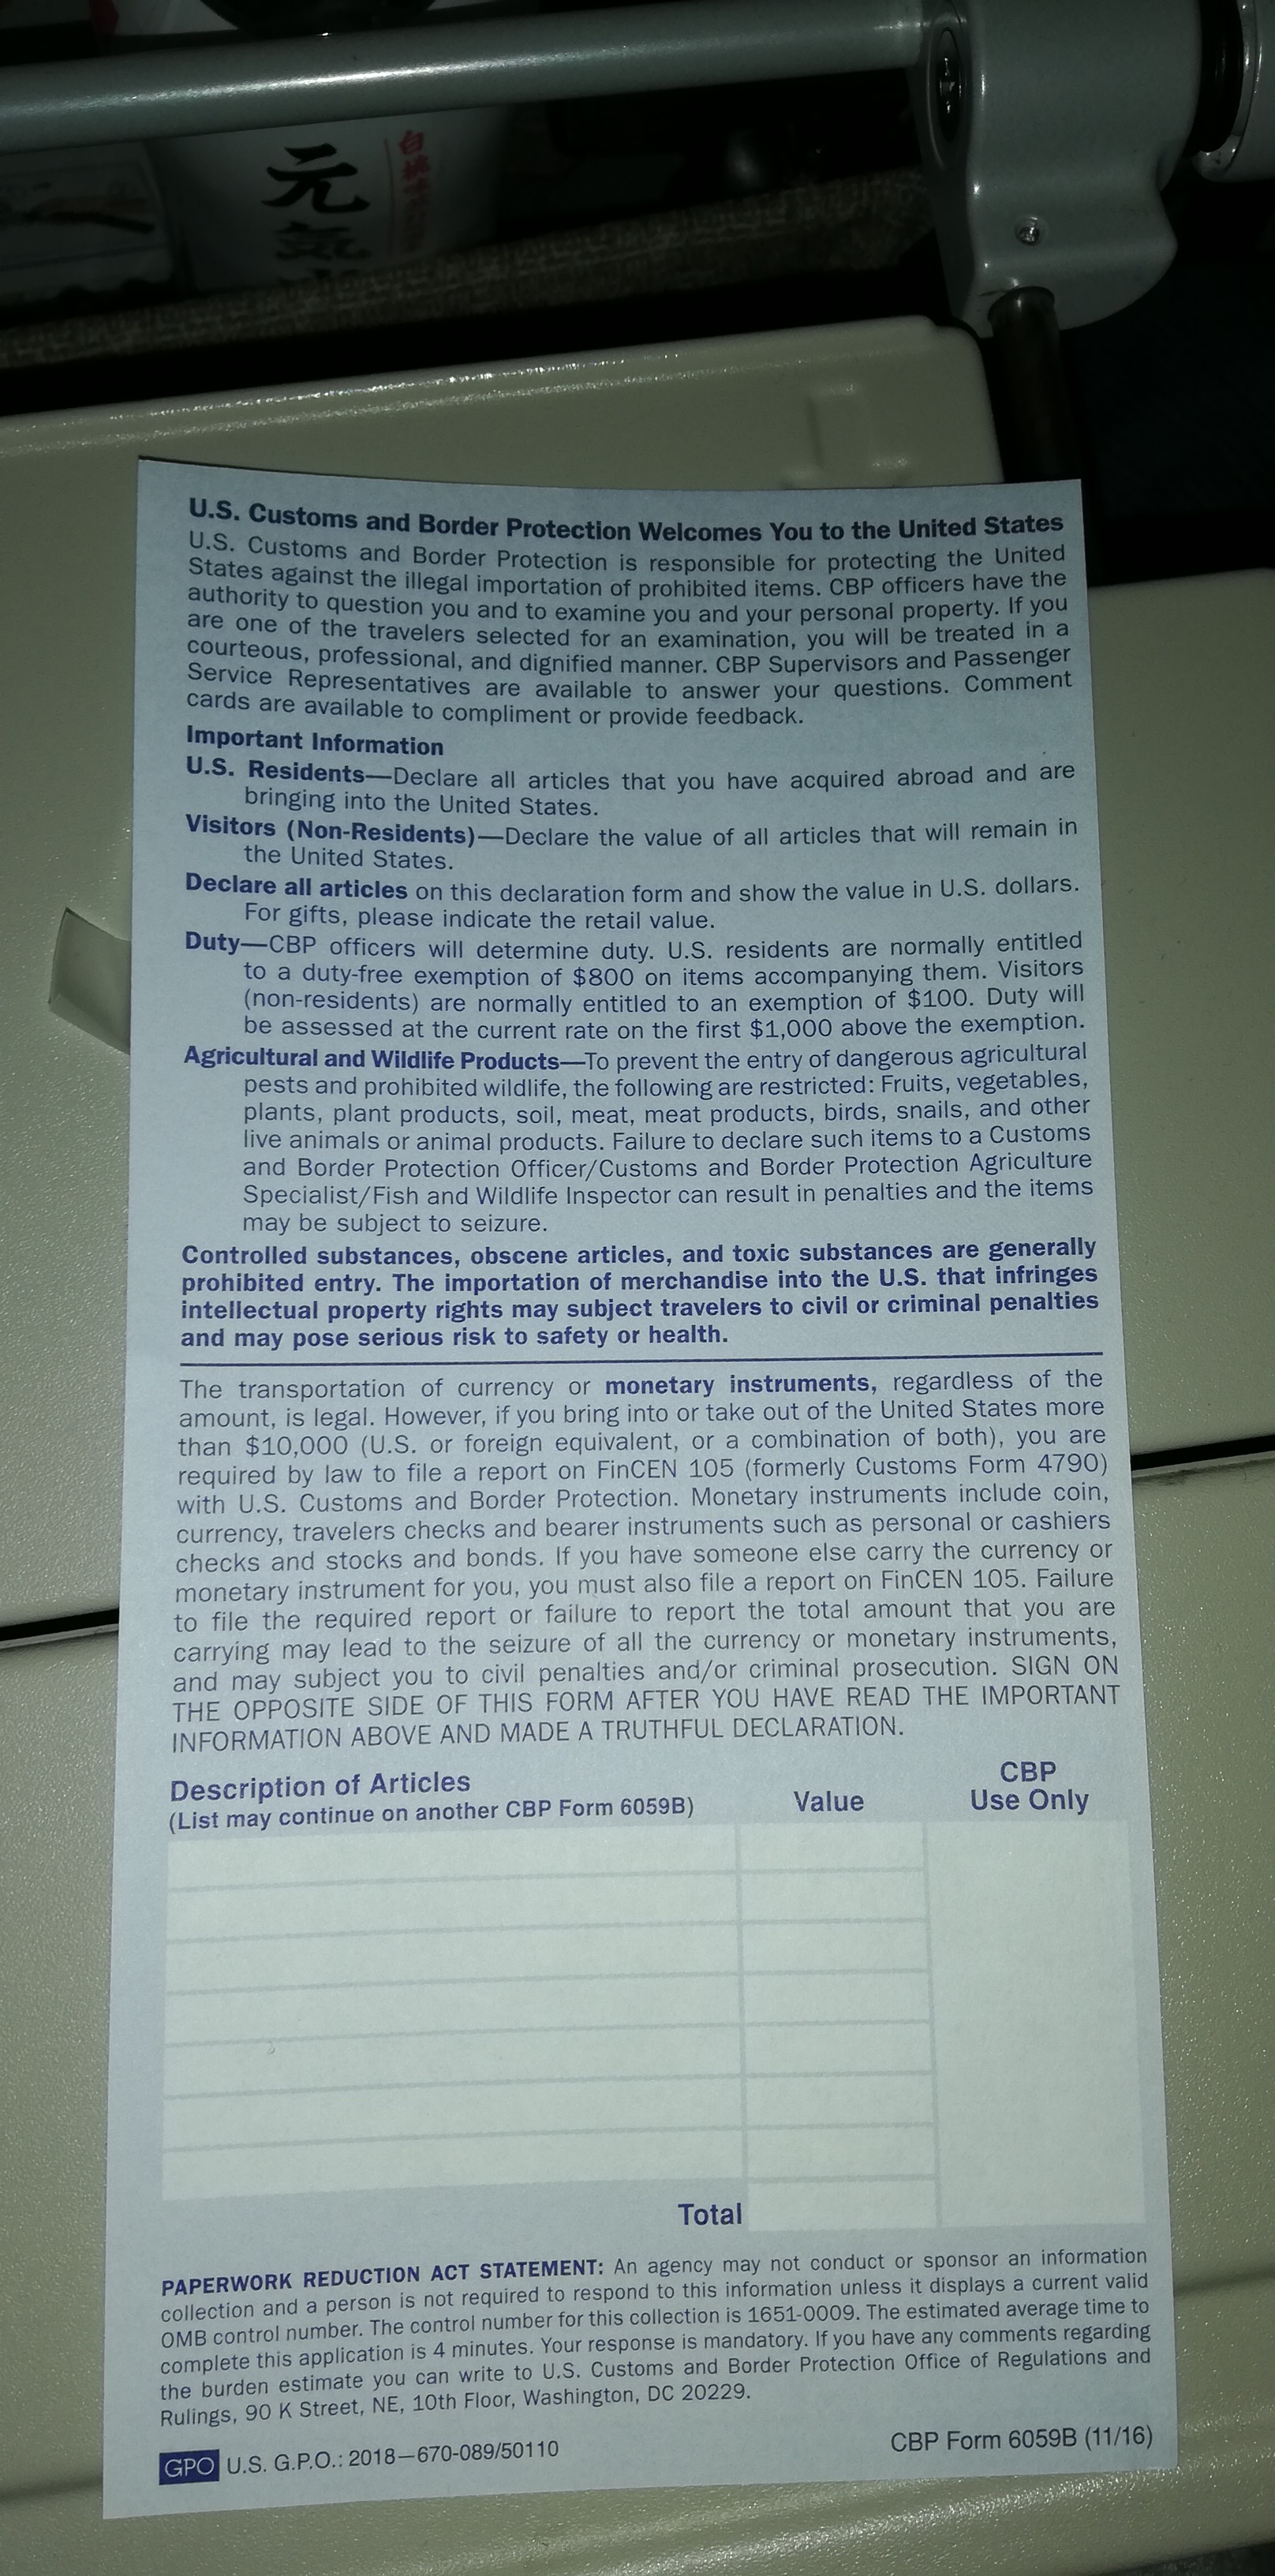 元
氣
白桃
U.S. Customs and Border Protection Welcomes You to the United States
U.S. Customs and Border Protection is responsible for protecting the United
States against the illegal importation of prohibited items. CBP officers have the
authority to question you and to examine you and your personal property. If you
are one of the travelers selected for an examination, you will be treated in a
courteous, professional, and dignified manner. CBP Supervisors and Passenger
Service Representatives are available to answer your questions. Comment
cards are available to compliment or provide feedback.
Important Information
U.S. Residents—Declare all articles that you have acquired abroad and are
bringing into the United States.
Visitors (Non-Residents)—Declare the value of all articles that will remain in
the United States.
Declare all articles on this declaration form and show the value in U.S. dollars.
For gifts, please indicate the retail value.
Duty—CBP officers will determine duty. U.S. residents are normally entitled
to a duty-free exemption of $800 on items accompanying them. Visitors
(non-residents) are normally entitled to an exemption of $100. Duty will
be assessed at the current rate on the first $1,000 above the exemption.
Agricultural and Wildlife Products—To prevent the entry of dangerous agricultural
pests and prohibited wildlife, the following are restricted: Fruits, vegetables,
plants, plant products, soil, meat, meat products, birds, snails, and other
live animals or animal products. Failure to declare such items to a Customs
and Border Protection Officer/Customs and Border Protection Agriculture
Specialist/Fish and Wildlife Inspector can result in penalties and the items
may be subject to seizure.
Controlled substances, obscene articles, and toxic substances are generally
prohibited entry. The importation of merchandise into the U.S. that infringes
intellectual property rights may subject travelers to civil or criminal penalties
and may pose serious risk to safety or health.
The transportation of currency or monetary instruments, regardless of the
amount, is legal. However, if you bring into or take out of the United States more
than $10,000 (U.S. or foreign equivalent, or a combination of both), you are
required by law to file a report on FinCEN 105 (formerly Customs Form 4790)
with U.S. Customs and Border Protection. Monetary instruments include coin,
currency, travelers checks and bearer instruments such as personal or cashiers
checks and stocks and bonds. If you have someone else carry the currency or
monetary instrument for you, you must also file a report on FinCEN 105. Failure
to file the required report or failure to report the total amount that you are
carrying may lead to the seizure of all the currency or monetary instruments,
and may subject you to civil penalties and/or criminal prosecution. SIGN ON
THE OPPOSITE SIDE OF THIS FORM AFTER YOU HAVE READ THE IMPORTANT
INFORMATION ABOVE AND MADE A TRUTHFUL DECLARATION.
Description of Articles
(List may continue on another CBP Form 6059B)
Value
CBP
Use Only
Total
PAPERWORK REDUCTION ACT STATEMENT: An agency may not conduct or sponsor an information
collection and a person is not required to respond to this information unless it displays a current valid
OMB control number. The control number for this collection is 1651-0009. The estimated average time to
complete this application is 4 minutes. Your response is mandatory. If you have any comments regarding
the burden estimate you can write to U.S. Customs and Border Protection Office of Regulations and
Rulings, 90 K Street, NE, 10th Floor, Washington, DC 20229.
GPO U.S. G.P.O.: 2018—670-089/50110
CBP Form 6059B (11/16)